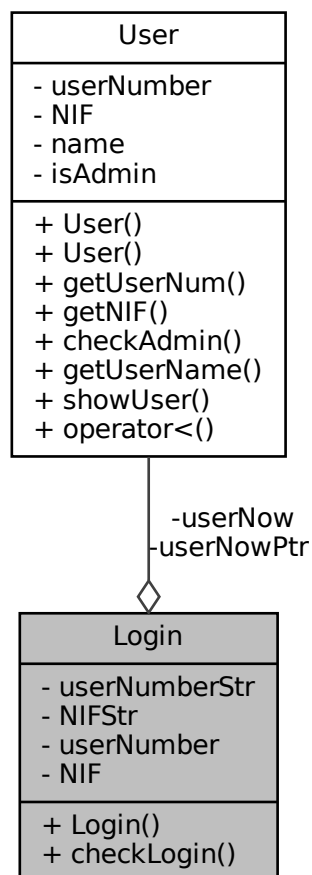 User
- userNumber
- NIF
- name
- isAdmin
+ User()
+ User()
+ getUserNum()
+ getNIF()
+ checkAdmin()
+ getUserName()
+ showUser()
+ operator<()
-userNow
-userNowPtr
Login
- userNumberStr
- NIFStr
- userNumber
- NIF
+ Login()
+ checkLogin()